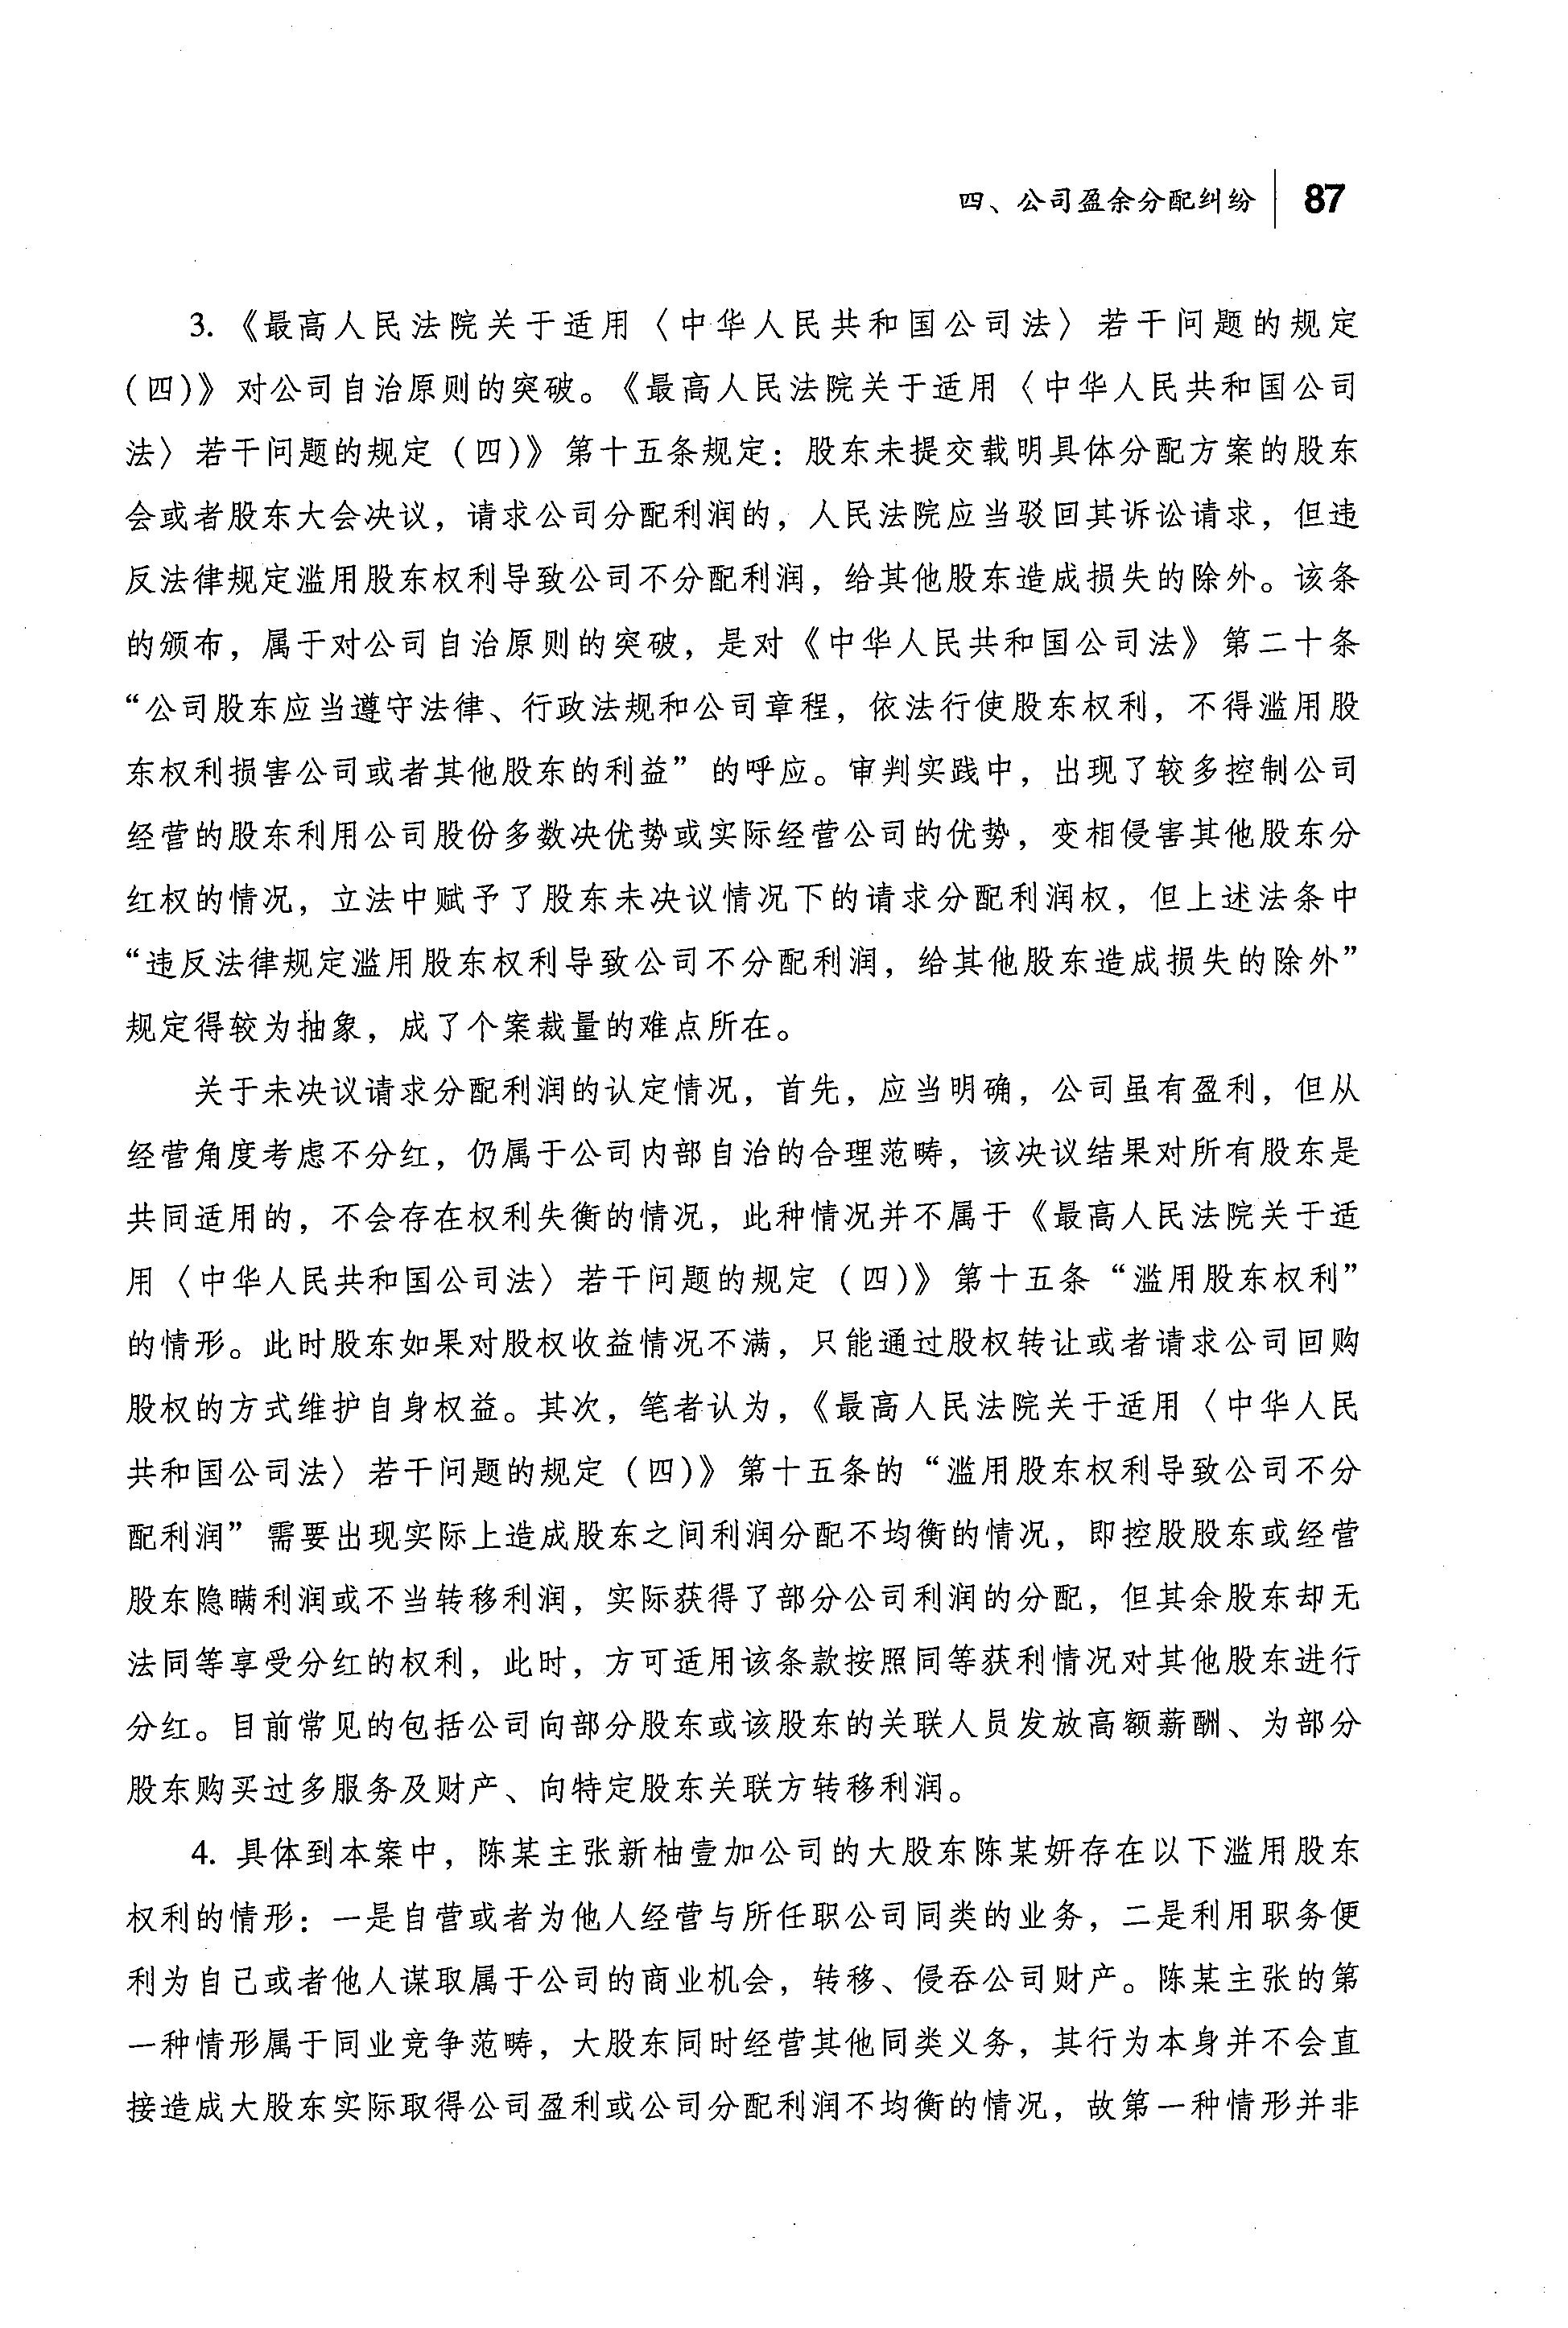 四、公司盈余分配纠纷 87
3. 《最高人民法院关于适用〈中华人民共和国公司法〉若干问题的规定
(四)》对公司自治原则的突破。《最高人民法院关于适用〈中华人民共和国公司
法〉若干问题的规定（四)》第十五条规定：股东未提交载明具体分配方案的股东
会或者股东大会决议，请求公司分配利润的，人民法院应当驳回其诉讼请求，但违
反法律规定滥用股东权利导致公司不分配利润，给其他股东造成损失的除外。该条
的颁布，属于对公司自治原则的突破，是对《中华人民共和国公司法》第二十条
“公司股东应当遵守法律、行政法规和公司章程，依法行使股东权利，不得滥用股
东权利损害公司或者其他股东的利益”的呼应。审判实践中，出现了较多控制公司
经营的股东利用公司股份多数决优势或实际经营公司的优势，变相侵害其他股东分
红权的情况，立法中赋予了股东未决议情况下的请求分配利润权，但上述法条中
“违反法律规定滥用股东权利导致公司不分配利润，给其他股东造成损失的除外”
规定得较为抽象，成了个案裁量的难点所在。
关于未决议请求分配利润的认定情况，首先，应当明确，公司虽有盈利，但从
经营角度考虑不分红，仍属于公司内部自治的合理范畴，该决议结果对所有股东是
共同适用的，不会存在权利失衡的情况，此种情况并不属于《最高人民法院关于适
用〈中华人民共和国公司法〉若干问题的规定（四)》第十五条“滥用股东权利”
的情形。此时股东如果对股权收益情况不满，只能通过股权转让或者请求公司回购
股权的方式维护自身权益。其次，笔者认为，《最高人民法院关于适用〈中华人民
共和国公司法〉若干问题的规定（四)》第十五条的“滥用股东权利导致公司不分
配利润”需要出现实际上造成股东之间利润分配不均衡的情况，即控股股东或经营
股东隐瞒利润或不当转移利润，实际获得了部分公司利润的分配，但其余股东却无
法同等享受分红的权利，此时，方可适用该条款按照同等获利情况对其他股东进行
分红。目前常见的包括公司向部分股东或该股东的关联人员发放高额薪酬、为部分
股东购买过多服务及财产、向特定股东关联方转移利润。
4. 具体到本案中，陈某主张新柚壹加公司的大股东陈某妍存在以下滥用股东
权利的情形：一是自营或者为他人经营与所任职公司同类的业务，二是利用职务便
利为自己或者他人谋取属于公司的商业机会，转移、侵吞公司财产。陈某主张的第
一种情形属于同业竞争范畴，大股东同时经营其他同类义务，其行为本身并不会直
接造成大股东实际取得公司盈利或公司分配利润不均衡的情况，故第一种情形并非